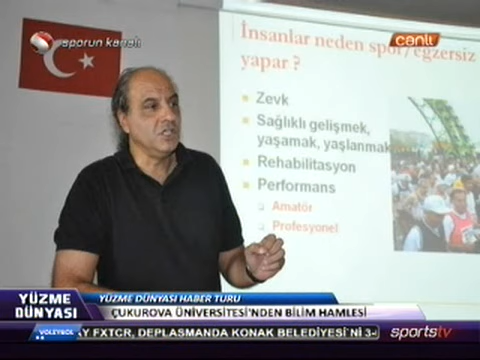 sporun kanalı
canlı
İnsanlar neden spor/egzersiz
yapar ?
Zevk
Sağlıklı gelişmek,
yaşamak, yaşlanmak
Rehabilitasyon
Performans
Amatör
Profesyonel
YÜZME
DÜNYASI
YÜZME DÜNYASI HABER TURU
ÇUKUROVA ÜNİVERSİTESİ'NDEN BİLİM HAMLESİ
VOLEYBOL
AY FXTCR, DEPLASMANDA KONAK BELEDİYESİ'Nİ 3-
sportstv